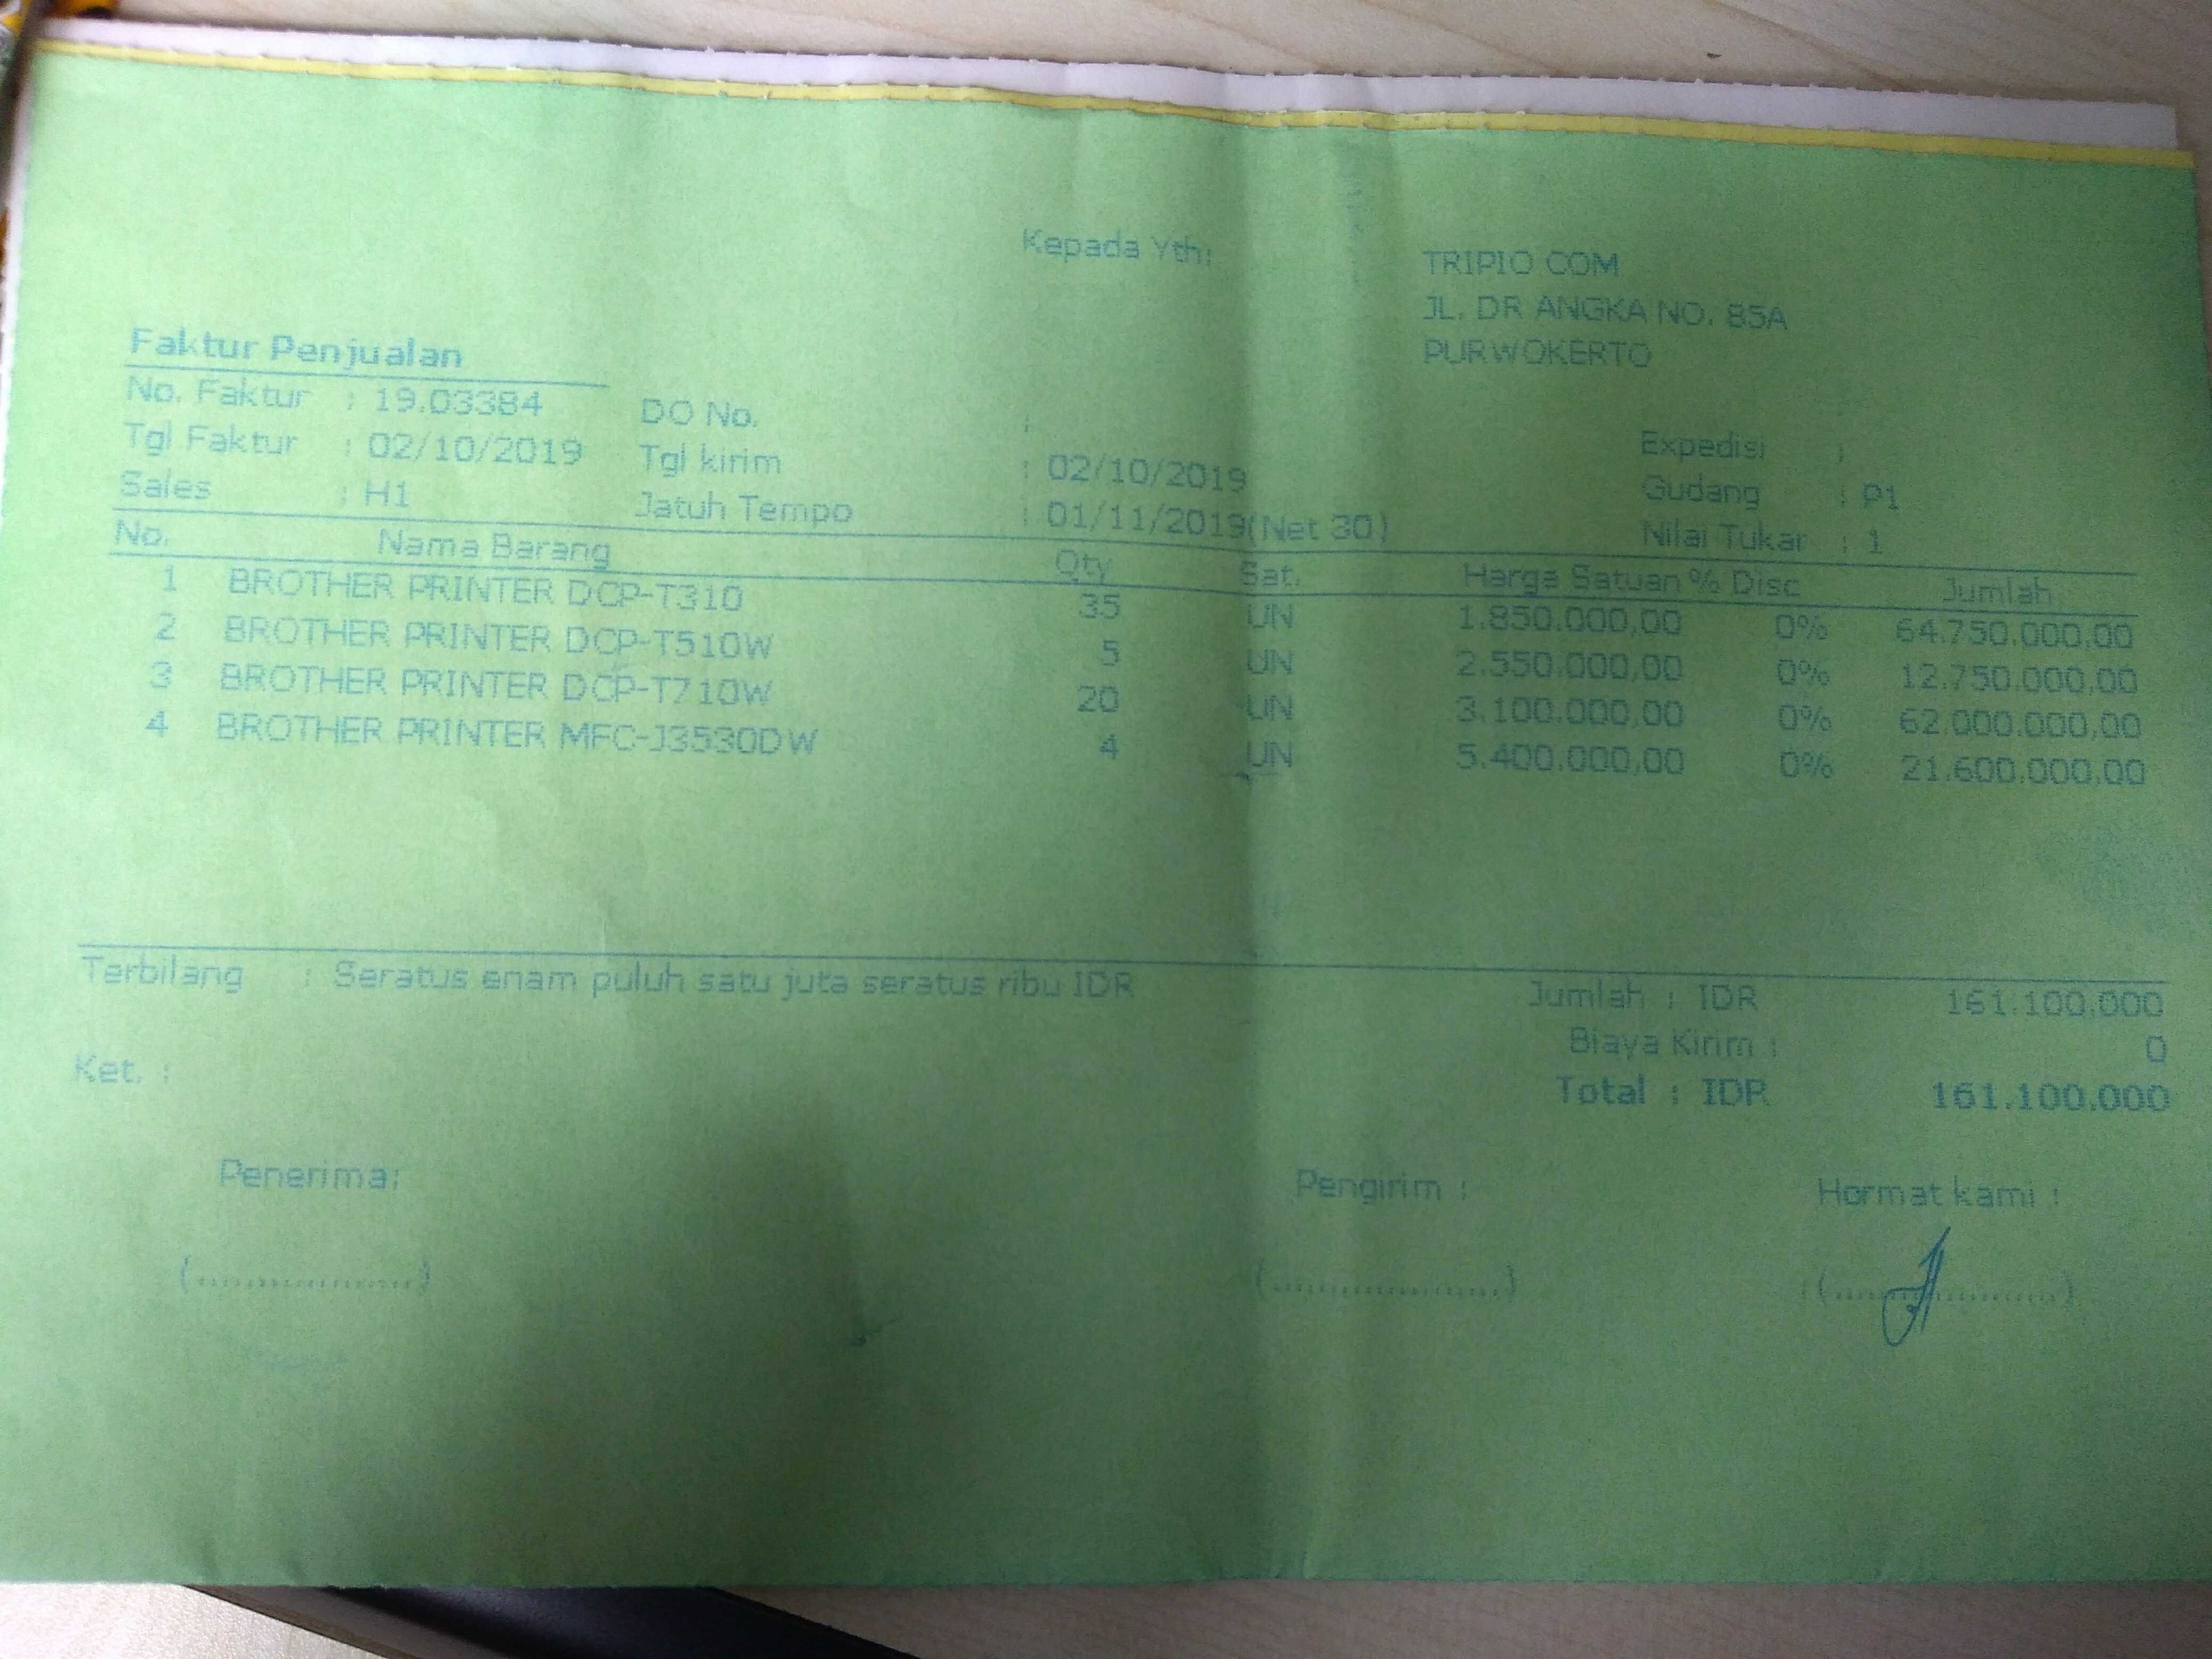 Kepada Yth:
TRIPIO COM
JL. DR ANGKA NO. 85A
PURWOKERTO
Faktur Penjualan
No. Faktur : 19.03384 DO No. : Expedisi :
Tgl Faktur : 02/10/2019 Tgl kirim : 02/10/2019 Gudang : P1
Sales : H1 Jatuh Tempo : 01/11/2019(Net 30) Nilai Tukar : 1
No. Nama Barang Qty Sat. Harga Satuan % Disc Jumlah
1 BROTHER PRINTER DCP-T310 35 UN 1.850.000,00 0% 64.750.000,00
2 BROTHER PRINTER DCP-T510W 5 UN 2.550.000,00 0% 12.750.000,00
3 BROTHER PRINTER DCP-T710W 20 UN 3.100.000,00 0% 62.000.000,00
4 BROTHER PRINTER MFC-J3530DW 4 UN 5.400.000,00 0% 21.600.000,00
Terbilang : Seratus enam puluh satu juta seratus ribu IDR Jumlah : IDR 161.100.000
Biaya Kirim : 0
Ket. : Total : IDR 161.100.000
Penerima: Pengirim : Hormat kami :
(....................) (....................) (....................)